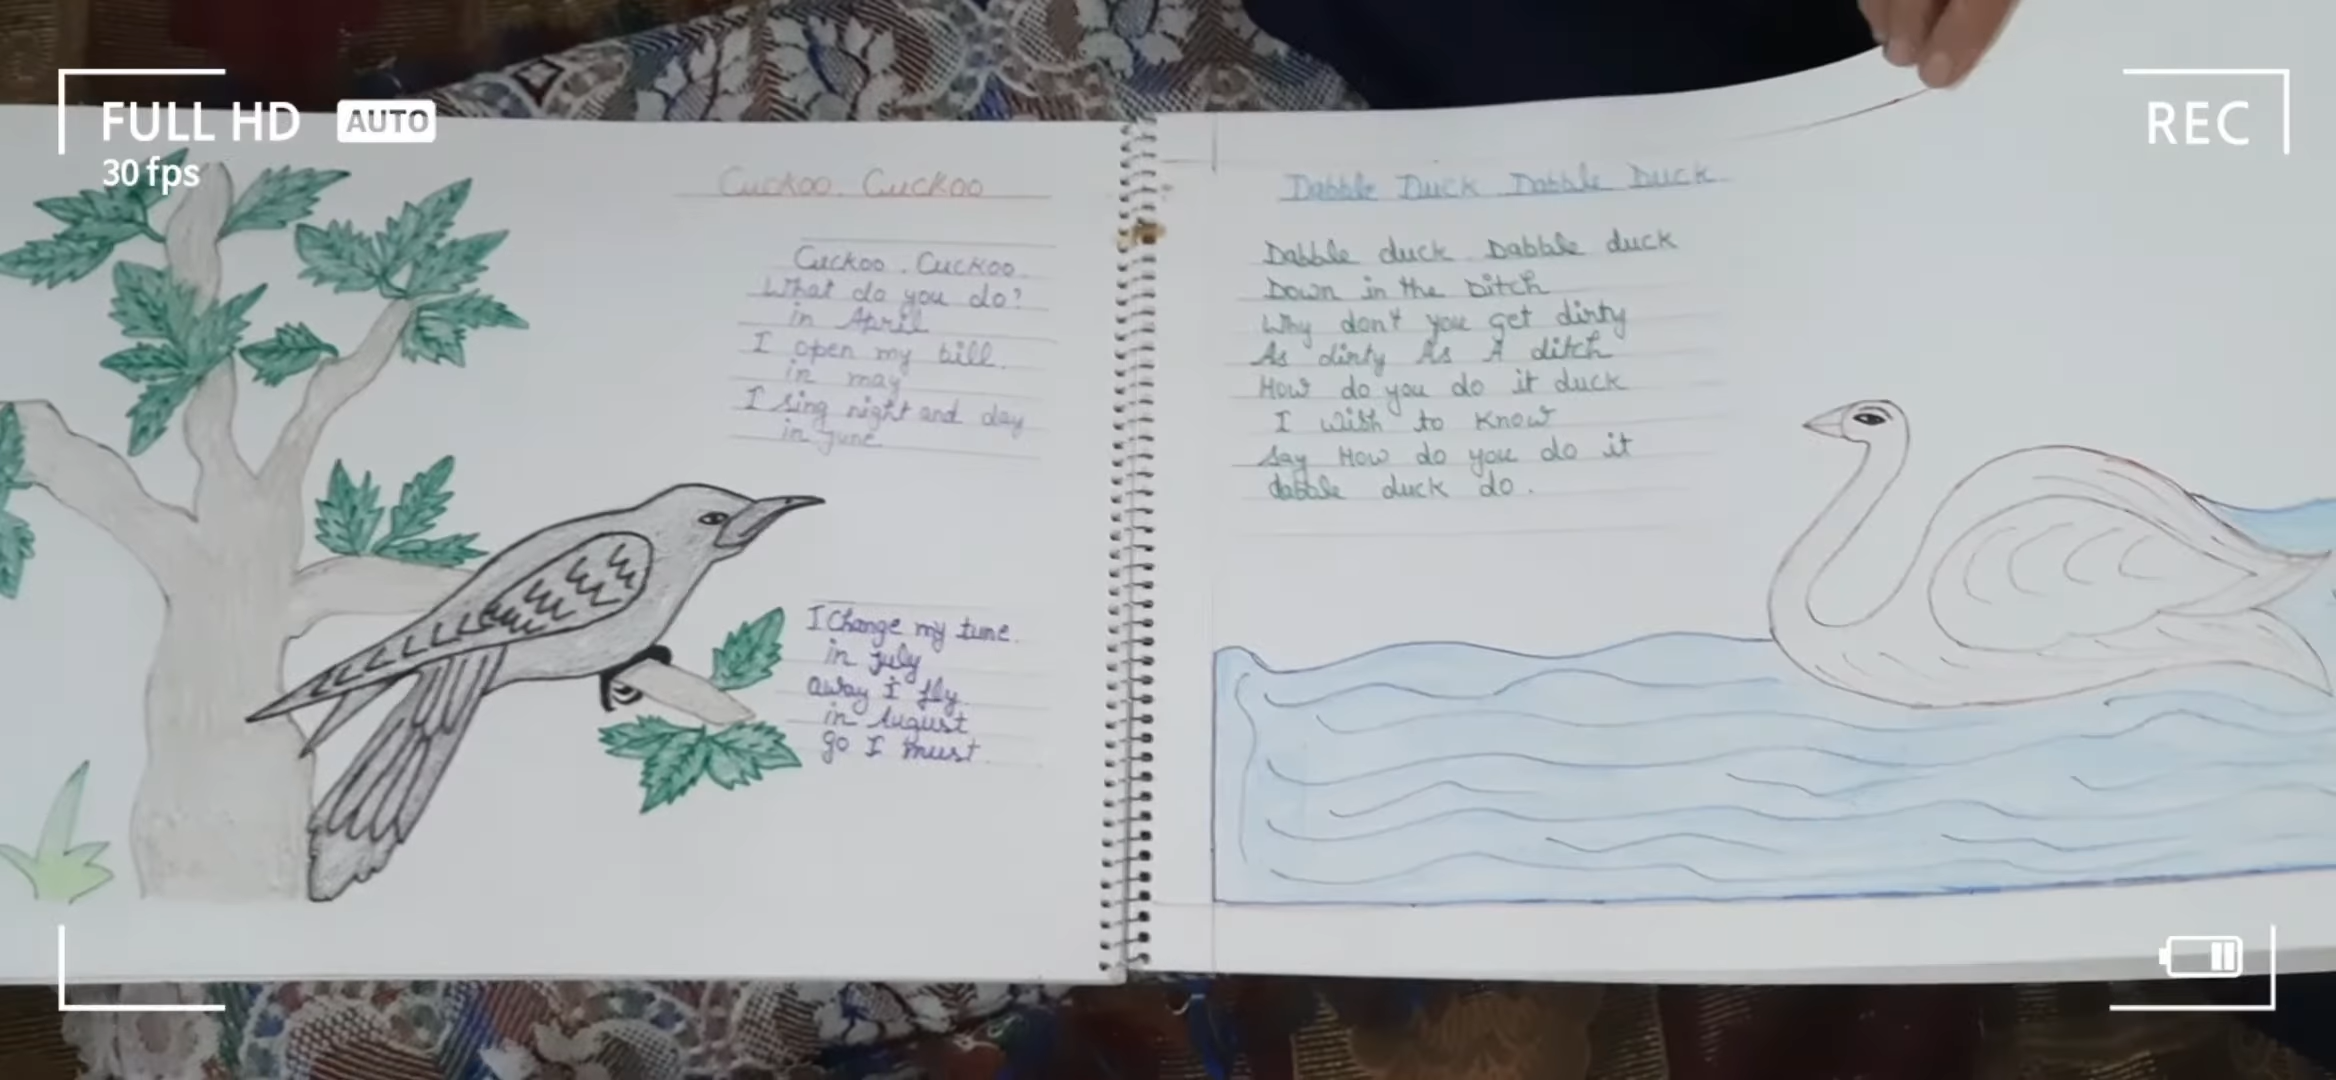 FULL HD AUTO
30 fps
REC
Cuckoo. Cuckoo
Cuckoo. Cuckoo
What do you do?
in April
I open my bill.
in may
I sing night and day
in june
I Change my tune.
in july
away I fly
in August
go I must
Dabble Duck Dabble Duck
Dabble duck Dabble duck
Down in the Ditch
Why don't you get dirty
As dirty As A ditch
How do you do it duck
I wish to know
Say How do you do it
dabble duck do.